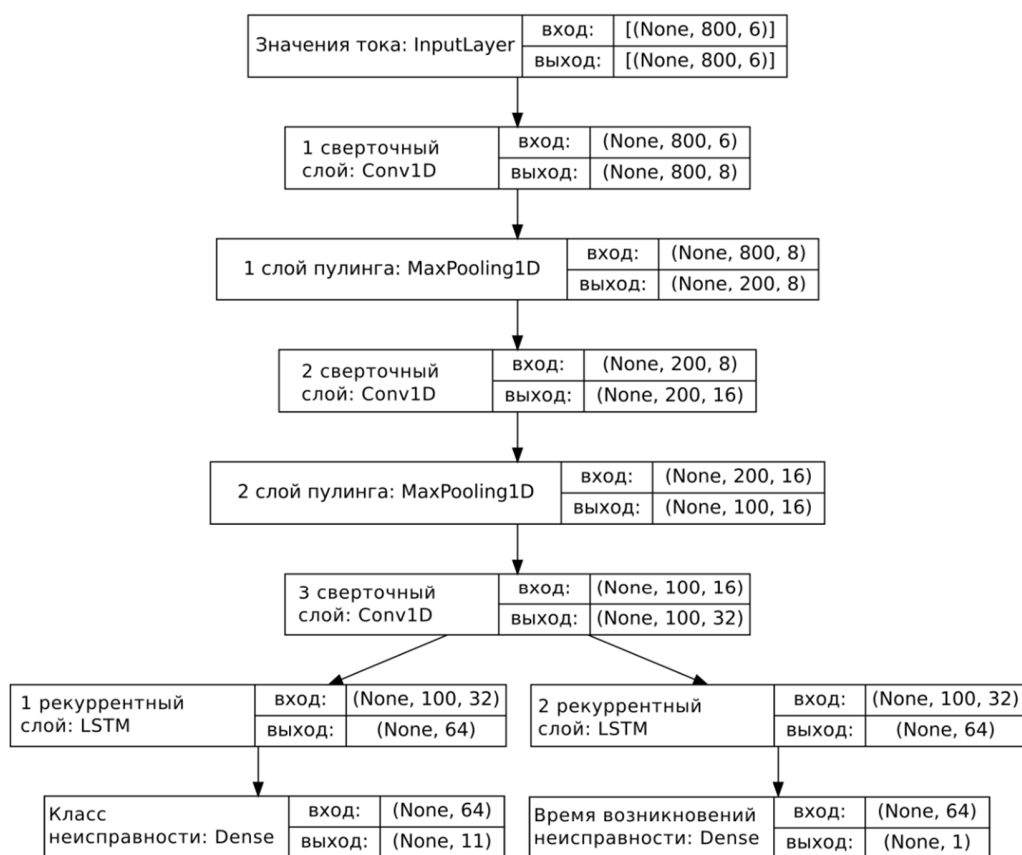 Значения тока: InputLayer
вход:
[(None, 800, 6)]
выход:
[(None, 800, 6)]
1 сверточный
слой: Conv1D
вход:
(None, 800, 6)
выход:
(None, 800, 8)
1 слой пулинга: MaxPooling1D
вход:
(None, 800, 8)
выход:
(None, 200, 8)
2 сверточный
слой: Conv1D
вход:
(None, 200, 8)
выход:
(None, 200, 16)
2 слой пулинга: MaxPooling1D
вход:
(None, 200, 16)
выход:
(None, 100, 16)
3 сверточный
слой: Conv1D
вход:
(None, 100, 16)
выход:
(None, 100, 32)
1 рекуррентный
слой: LSTM
вход:
(None, 100, 32)
выход:
(None, 64)
2 рекуррентный
слой: LSTM
вход:
(None, 100, 32)
выход:
(None, 64)
Класс
неисправности: Dense
вход:
(None, 64)
выход:
(None, 11)
Время возникновений
неисправности: Dense
вход:
(None, 64)
выход:
(None, 1)